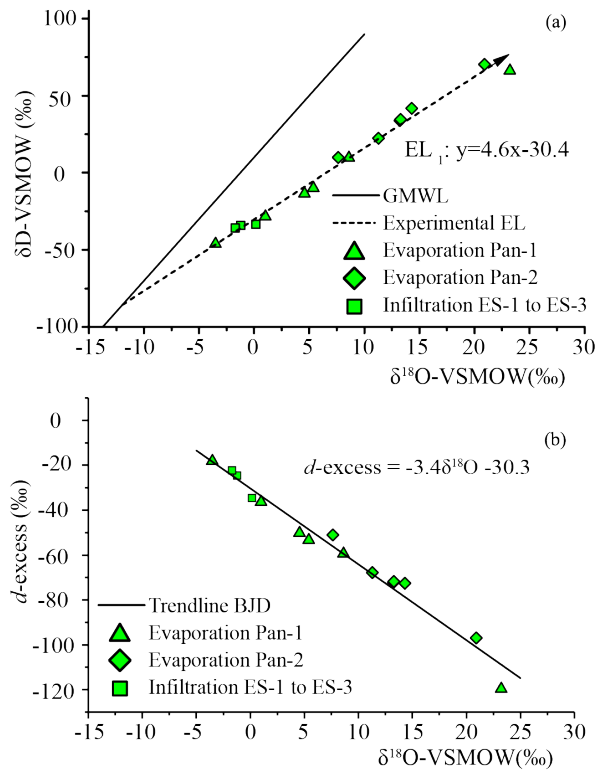 (a)
100
50
0
-50
-100
δD-VSMOW (‰)
EL 1: y=4.6x-30.4
GMWL
Experimental EL
Evaporation Pan-1
Evaporation Pan-2
Infiltration ES-1 to ES-3
-15 -10 -5 0 5 10 15 20 25 30
δ18O-VSMOW(‰)
(b)
0
-20
-40
-60
-80
-100
-120
d-excess (‰)
d-excess = -3.4δ18O -30.3
Trendline BJD
Evaporation Pan-1
Evaporation Pan-2
Infiltration ES-1 to ES-3
-15 -10 -5 0 5 10 15 20 25 30
δ18O-VSMOW(‰)